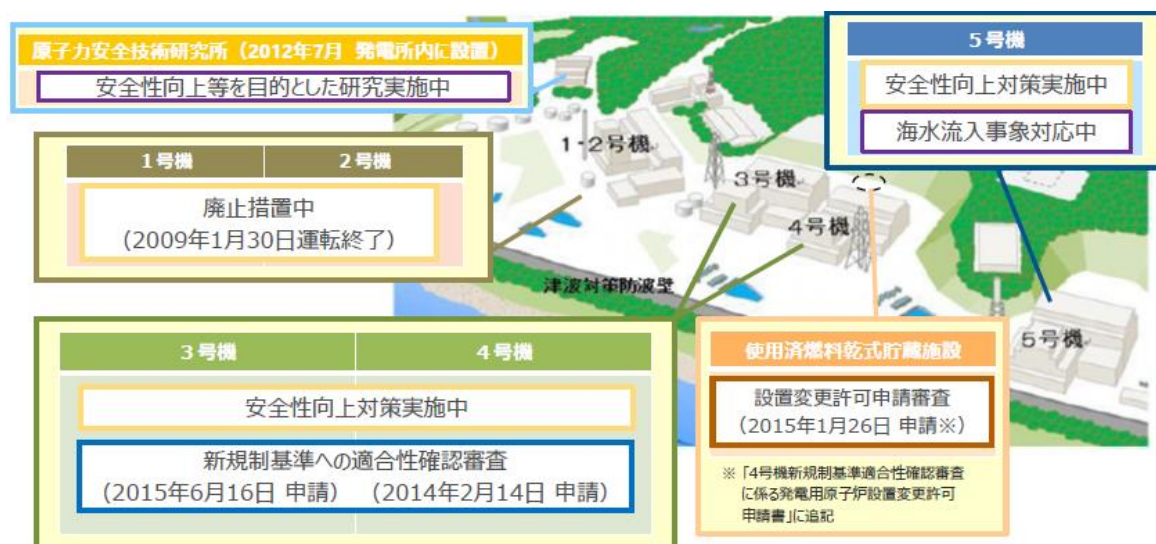 原子力安全技術研究所（2012年7月 発電所内に設置）
安全性向上等を目的とした研究実施中
5号機
安全性向上対策実施中
海水流入事象対応中
1号機 2号機
廃止措置中
（2009年1月30日運転終了）
1・2号機
3号機
4号機
津波対策防波壁
5号機
3号機 4号機
安全性向上対策実施中
新規制基準への適合性確認審査
（2015年6月16日 申請） （2014年2月14日 申請）
使用済燃料乾式貯蔵施設
設置変更許可申請審査
（2015年1月26日 申請※）
※「4号機新規制基準適合性確認審査
に係る発電用原子炉設置変更許可
申請書」に追記